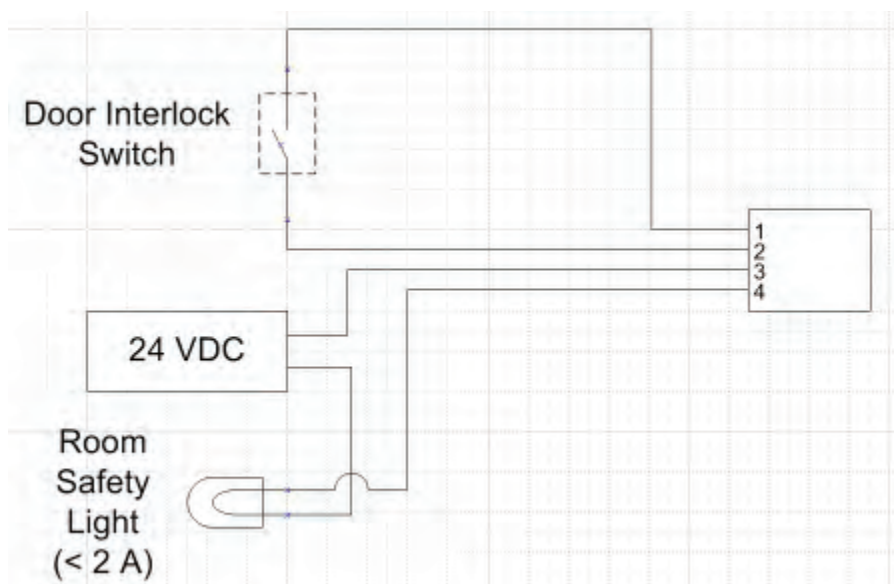 Door Interlock
Switch
1
2
3
4
24 VDC
Room
Safety
Light
(< 2 A)